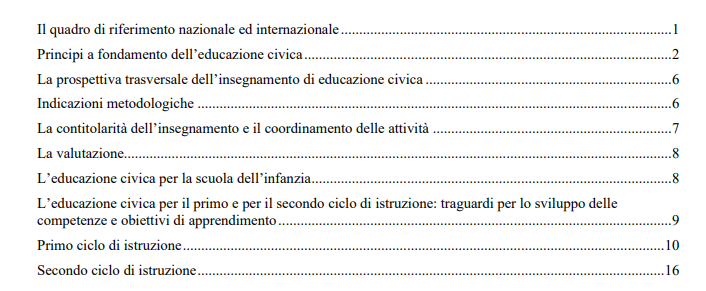 Il quadro di riferimento nazionale ed internazionale....................................................................................1
Principi a fondamento dell'educazione civica..............................................................................................2
La prospettiva trasversale dell'insegnamento di educazione civica.............................................................6
Indicazioni metodologiche..........................................................................................................................6
La contitolarità dell'insegnamento e il coordinamento delle attività...........................................................7
La valutazione.............................................................................................................................................8
L'educazione civica per la scuola dell'infanzia...........................................................................................8
L'educazione civica per il primo e per il secondo ciclo di istruzione: traguardi per lo sviluppo delle
competenze e obiettivi di apprendimento....................................................................................................9
Primo ciclo di istruzione...........................................................................................................................10
Secondo ciclo di istruzione.......................................................................................................................16